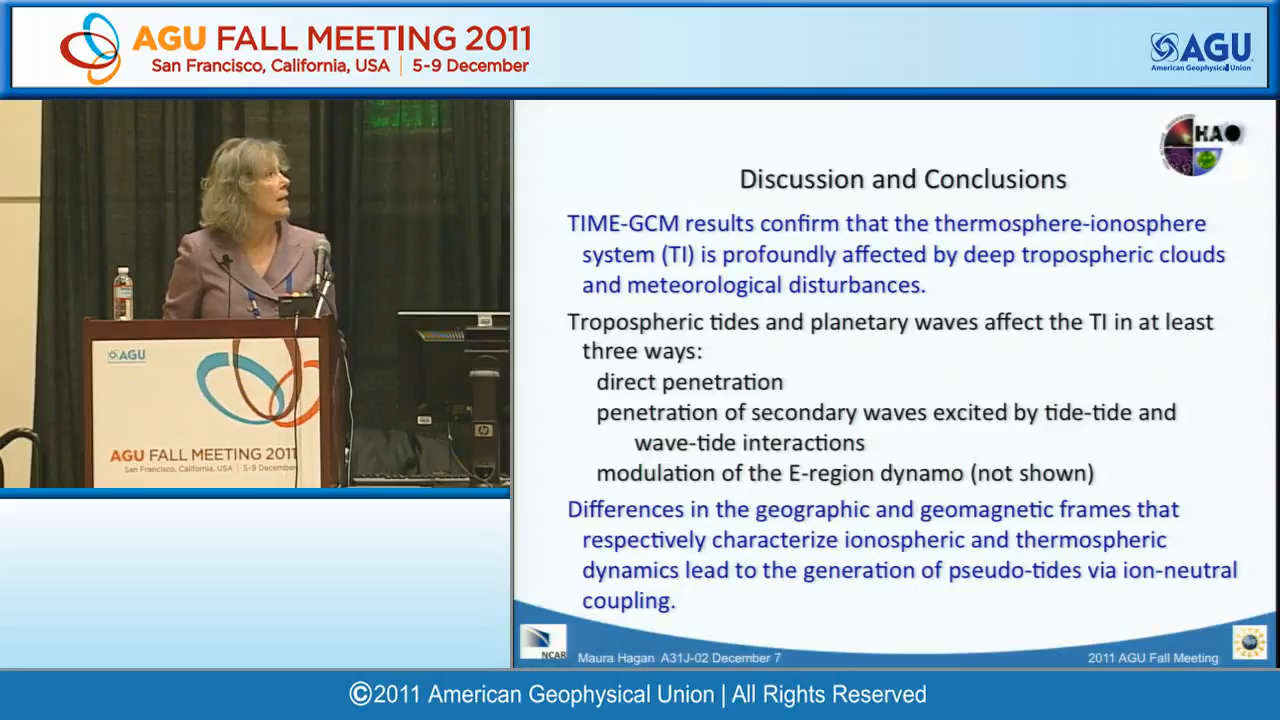 AGU FALL MEETING 2011
San Francisco, California, USA | 5-9 December
AGU
American Geophysical Union
HAO
Discussion and Conclusions
TIME-GCM results confirm that the thermosphere-ionosphere
system (TI) is profoundly affected by deep tropospheric clouds
and meteorological disturbances.
Tropospheric tides and planetary waves affect the TI in at least
three ways:
direct penetration
penetration of secondary waves excited by tide-tide and
wave-tide interactions
modulation of the E-region dynamo (not shown)
Differences in the geographic and geomagnetic frames that
respectively characterize ionospheric and thermospheric
dynamics lead to the generation of pseudo-tides via ion-neutral
coupling.
NCAR
Maura Hagan A31J-02 December 7
2011 AGU Fall Meeting
AGU
AGU FALL MEETING 2011
San Francisco, California, USA | 5-9 December
hp
©2011 American Geophysical Union | All Rights Reserved